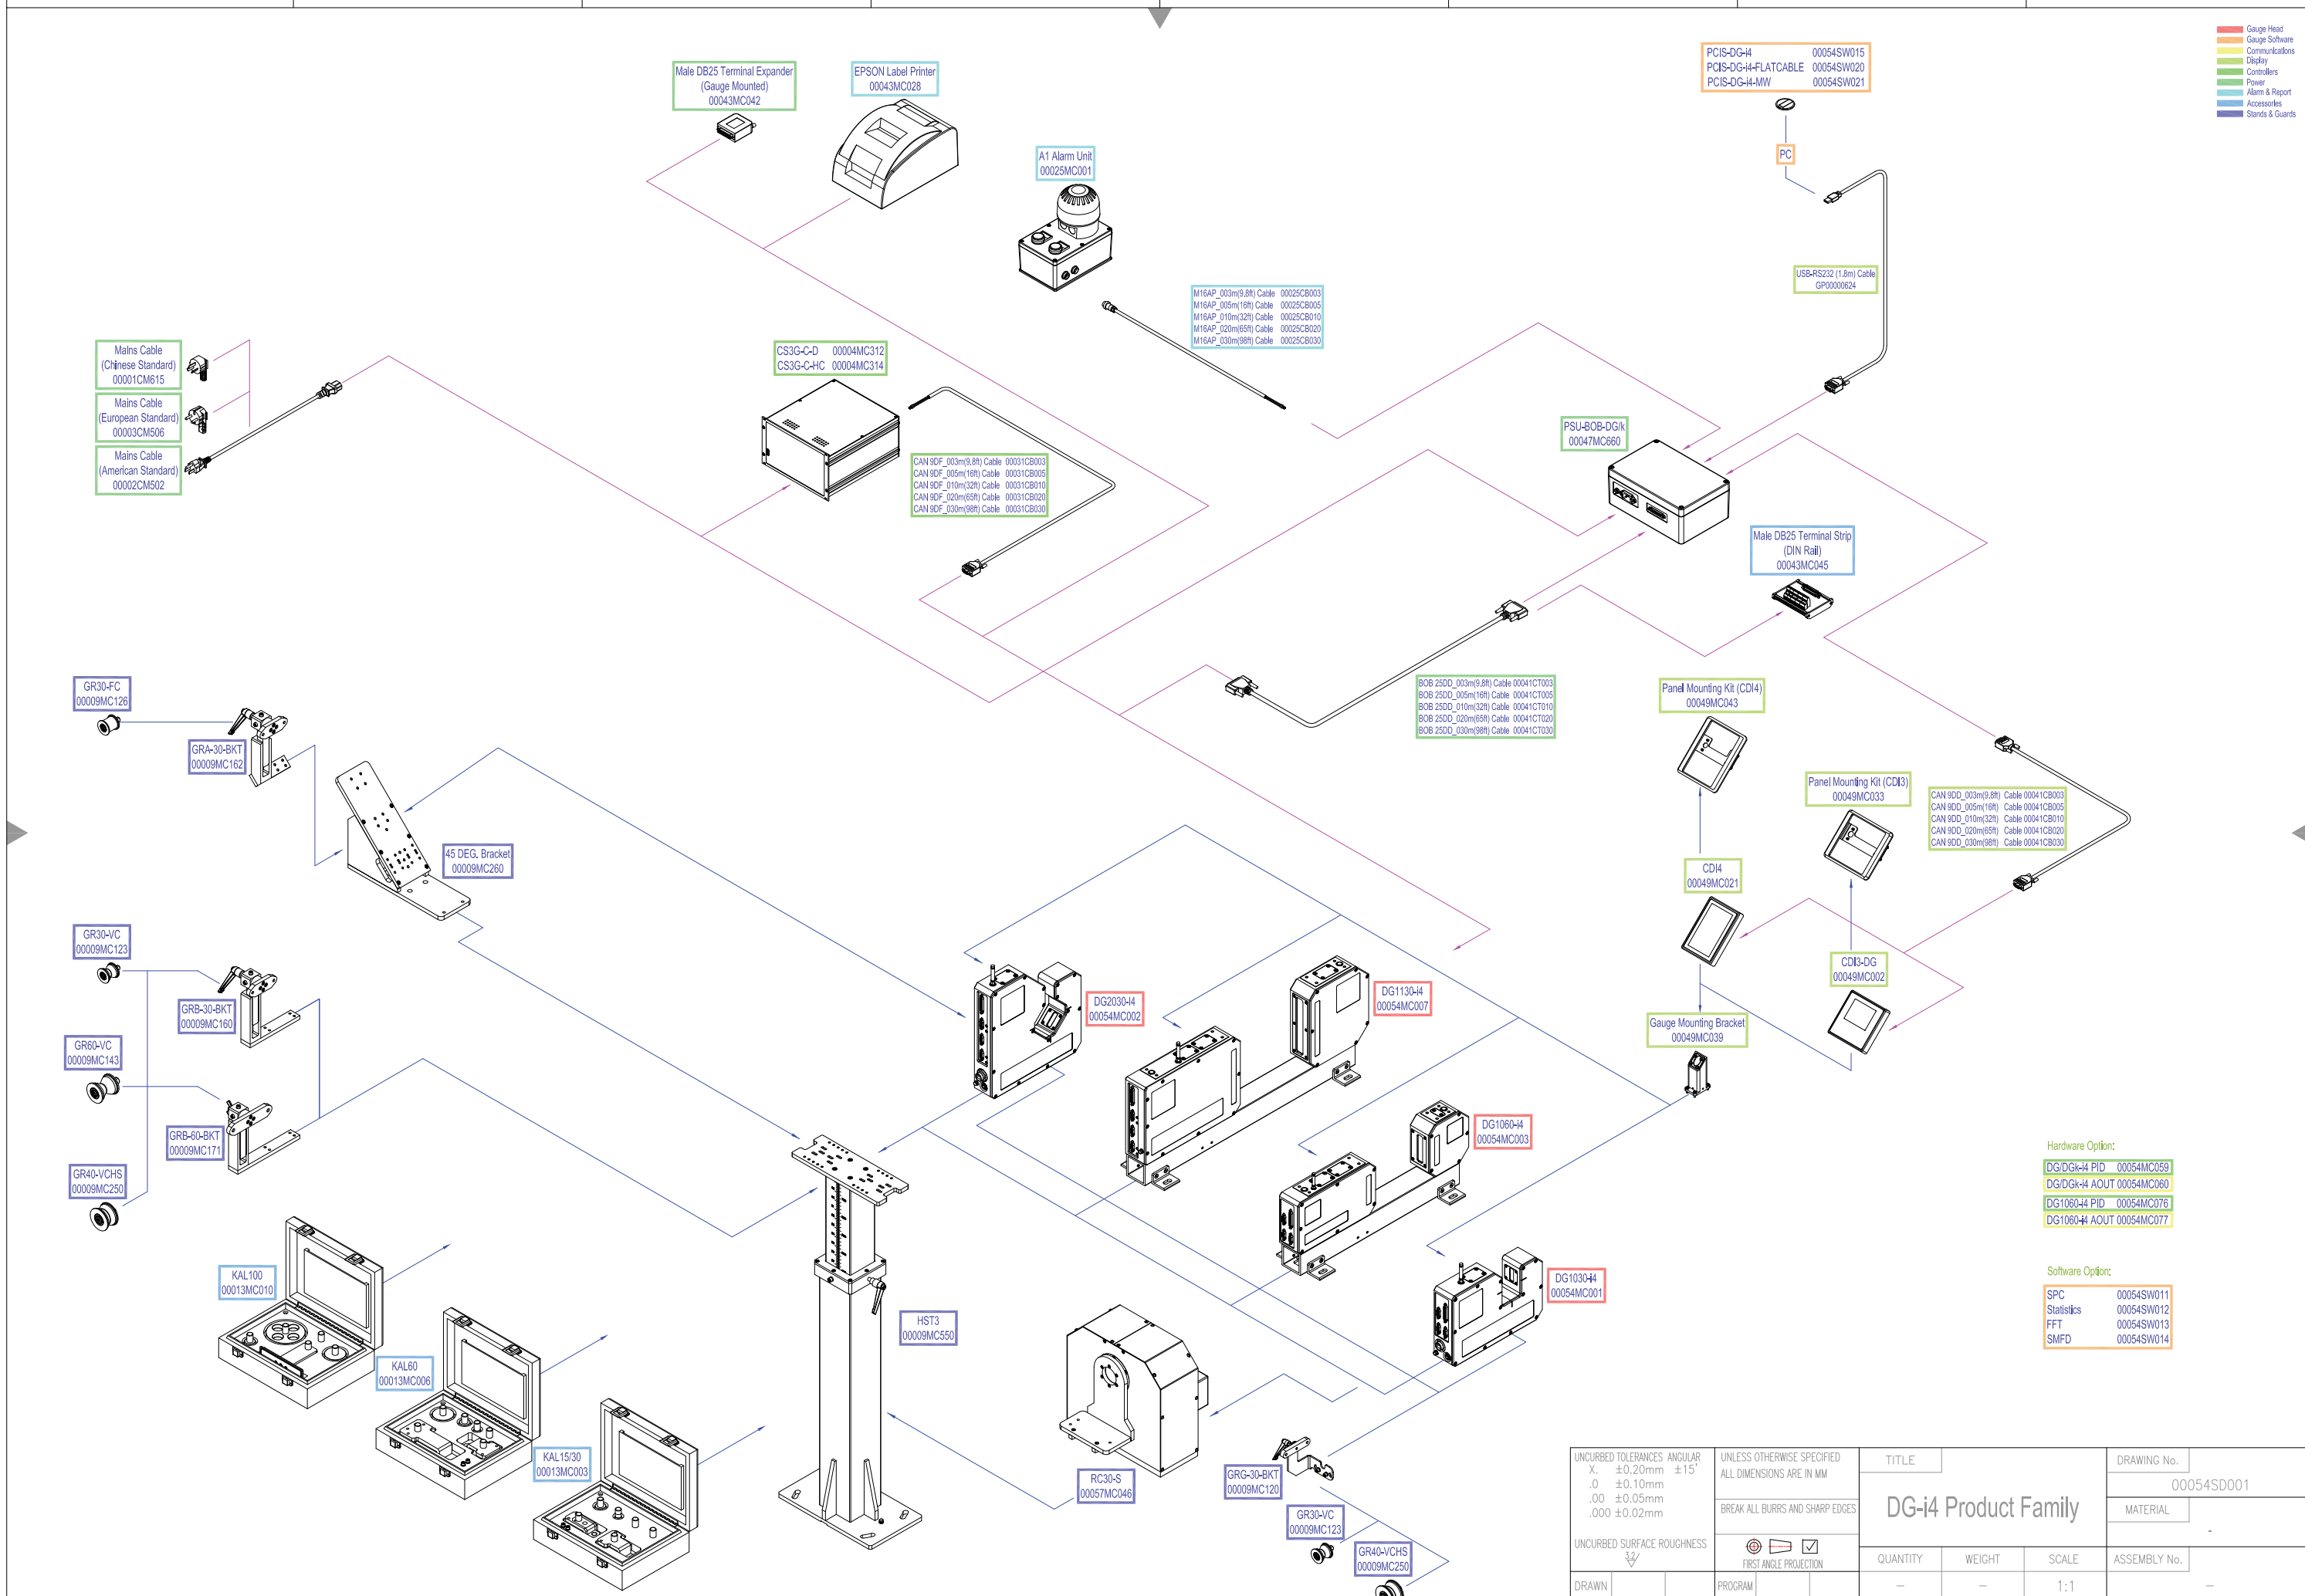 Gauge Head
Gauge Software
Communications
Display
Controllers
Power
Alarm & Report
Accessories
Stands & Guards
Male DB25 Terminal Expander
(Gauge Mounted)
00043MC042
EPSON Label Printer
00043MC028
PCIS-DG-i4 00054SW015
PCIS-DG-i4-FLATCABLE 00054SW020
PCIS-DG-i4-MW 00054SW021
PC
A1 Alarm Unit
00025MC001
USB-RS232 (1.8m) Cable
GP00000624
M16AP_003m(9,8ft) Cable 00025CB003
M16AP_005m(16ft) Cable 00025CB005
M16AP_010m(32ft) Cable 00025CB010
M16AP_020m(65ft) Cable 00025CB020
M16AP_030m(98ft) Cable 00025CB030
Mains Cable
(Chinese Standard)
00001CM615
Mains Cable
(European Standard)
00003CM506
Mains Cable
(American Standard)
00002CM502
CS3G-C-D 00004MC312
CS3G-C-HC 00004MC314
CAN 9DF_003m(9,8ft) Cable 00031CB003
CAN 9DF_005m(16ft) Cable 00031CB005
CAN 9DF_010m(32ft) Cable 00031CB010
CAN 9DF_020m(65ft) Cable 00031CB020
CAN 9DF_030m(98ft) Cable 00031CB030
PSU-BOB-DG/k
00047MC660
Male DB25 Terminal Strip
(DIN Rail)
00043MC045
BOB 25DD_003m(9,8ft) Cable 00041CT003
BOB 25DD_005m(16ft) Cable 00041CT005
BOB 25DD_010m(32ft) Cable 00041CT010
BOB 25DD_020m(65ft) Cable 00041CT020
BOB 25DD_030m(98ft) Cable 00041CT030
GR30-FC
00009MC126
GRA-30-BKT
00009MC162
45 DEG. Bracket
00009MC260
Panel Mounting Kit (CDI4)
00049MC043
Panel Mounting Kit (CDI3)
00049MC033
CAN 9DD_003m(9,8ft) Cable 00041CB003
CAN 9DD_005m(16ft) Cable 00041CB005
CAN 9DD_010m(32ft) Cable 00041CB010
CAN 9DD_020m(65ft) Cable 00041CB020
CAN 9DD_030m(98ft) Cable 00041CB030
CDI4
00049MC021
CDI3-DG
00049MC002
Gauge Mounting Bracket
00049MC039
GR30-VC
00009MC123
GRB-30-BKT
00009MC160
GR60-VC
00009MC143
GRB-60-BKT
00009MC171
GR40-VCHS
00009MC250
DG2030-i4
00054MC002
DG1130-i4
00054MC007
DG1060-i4
00054MC003
DG1030-i4
00054MC001
KAL100
00013MC010
KAL60
00013MC006
KAL15/30
00013MC003
HST3
00009MC550
RC30-S
00057MC046
GRG-30-BKT
00009MC120
GR30-VC
00009MC123
GR40-VCHS
00009MC250
Hardware Option:
DG/DGk-i4 PID 00054MC059
DG/DGk-i4 AOUT 00054MC060
DG1060-i4 PID 00054MC076
DG1060-i4 AOUT 00054MC077
Software Option:
SPC 00054SW011
Statistics 00054SW012
FFT 00054SW013
SMFD 00054SW014
UNCURBED TOLERANCES ANGULAR
X. ±0.20mm ±15'
.0 ±0.10mm
.00 ±0.05mm
.000 ±0.02mm
UNCURBED SURFACE ROUGHNESS
3.2
DRAWN
UNLESS OTHERWISE SPECIFIED
ALL DIMENSIONS ARE IN MM
BREAK ALL BURRS AND SHARP EDGES
FIRST ANGLE PROJECTION
PROGRAM
TITLE
DG-i4 Product Family
QUANTITY WEIGHT SCALE
- - 1:1
DRAWING No.
00054SD001
MATERIAL
-
ASSEMBLY No.
-